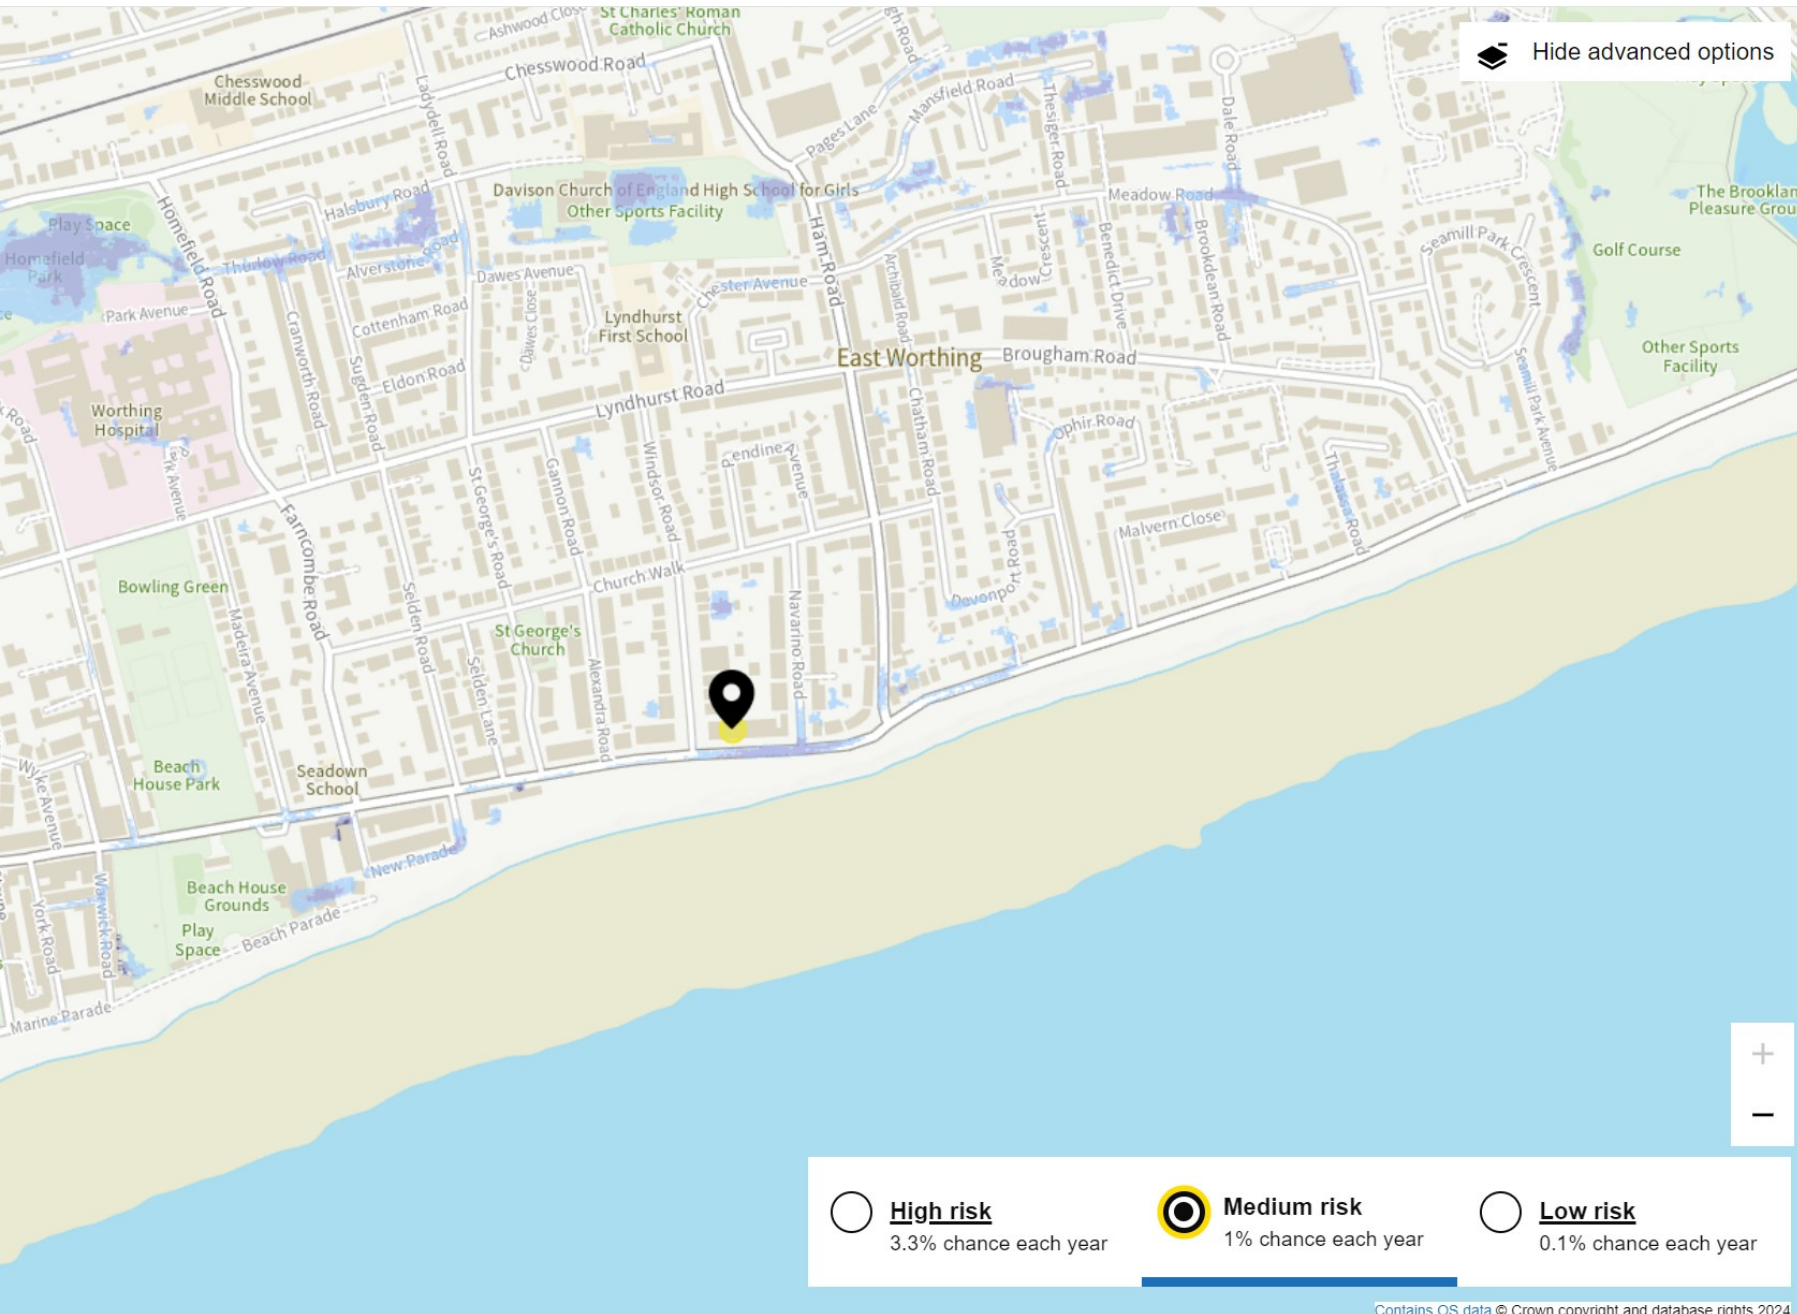 Ashwood Clos
St Charles' Roman
Catholic Church
gh Road
Hide advanced options
Chesswood
Middle School
Chesswood Road
Ladydell Road
Mansfield Road
Thesiger Road
Dale Road
Pages Lane
Homefield Road
Halsbury Road
Davison Church of England High School for Girls
Other Sports Facility
Meadow Road
The Brooklan
Pleasure Grou
Play Space
Homefield
Park
Thurlow Road
Alverstone Road
Ham Road
Meadow Crescent
Benedict Drive
Brookdean Road
Seamill Park Crescent
Golf Course
ce
Park Avenue
Cranworth Road
Cottenham Road
Dawes Avenue
Dawes Close
Chester Avenue
Archibald Road
Lyndhurst
First School
Sugden Road
Eldon Road
East Worthing
Brougham Road
Other Sports
Facility
Seamill Park Avenue
Lyndhurst Road
Worthing
Hospital
k Road
Park Avenue
Chatham Road
Ophir Road
Windsor Road
Pendine Avenue
Thalassa Road
St George's Road
Gannon Road
Malvern Close
Farncombe Road
Devonport Road
Church Walk
Bowling Green
Selden Road
Madeira Avenue
Navarino Road
St George's
Church
Selden Lane
Alexandra Road
Wyke Avenue
Beach
House Park
Seadown
School
New Parade
Beach House
Grounds
Warwick Road
York Road
Play
Space
Beach Parade
Marine Parade
+
−
High risk
3.3% chance each year
Medium risk
1% chance each year
Low risk
0.1% chance each year
Contains OS data © Crown copyright and database rights 2024